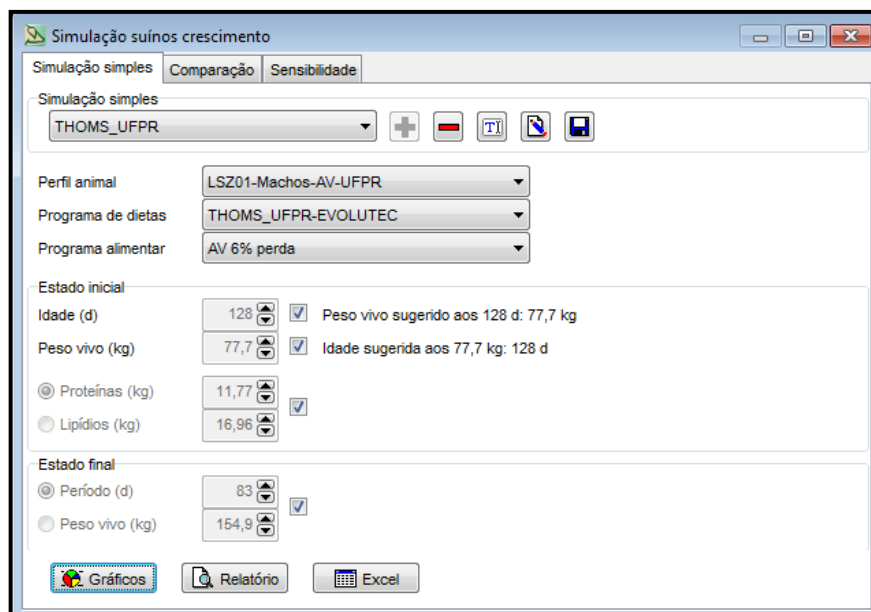 Simulação suínos crescimento
Simulação simples Comparação Sensibilidade
Simulação simples
THOMS_UFPR
Perfil animal LSZ01-Machos-AV-UFPR
Programa de dietas THOMS_UFPR-EVOLUTEC
Programa alimentar AV 6% perda
Estado inicial
Idade (d) 128 Peso vivo sugerido aos 128 d: 77,7 kg
Peso vivo (kg) 77,7 Idade sugerida aos 77,7 kg: 128 d
Proteínas (kg) 11,77
Lipídios (kg) 16,96
Estado final
Período (d) 83
Peso vivo (kg) 154,9
Gráficos Relatório Excel